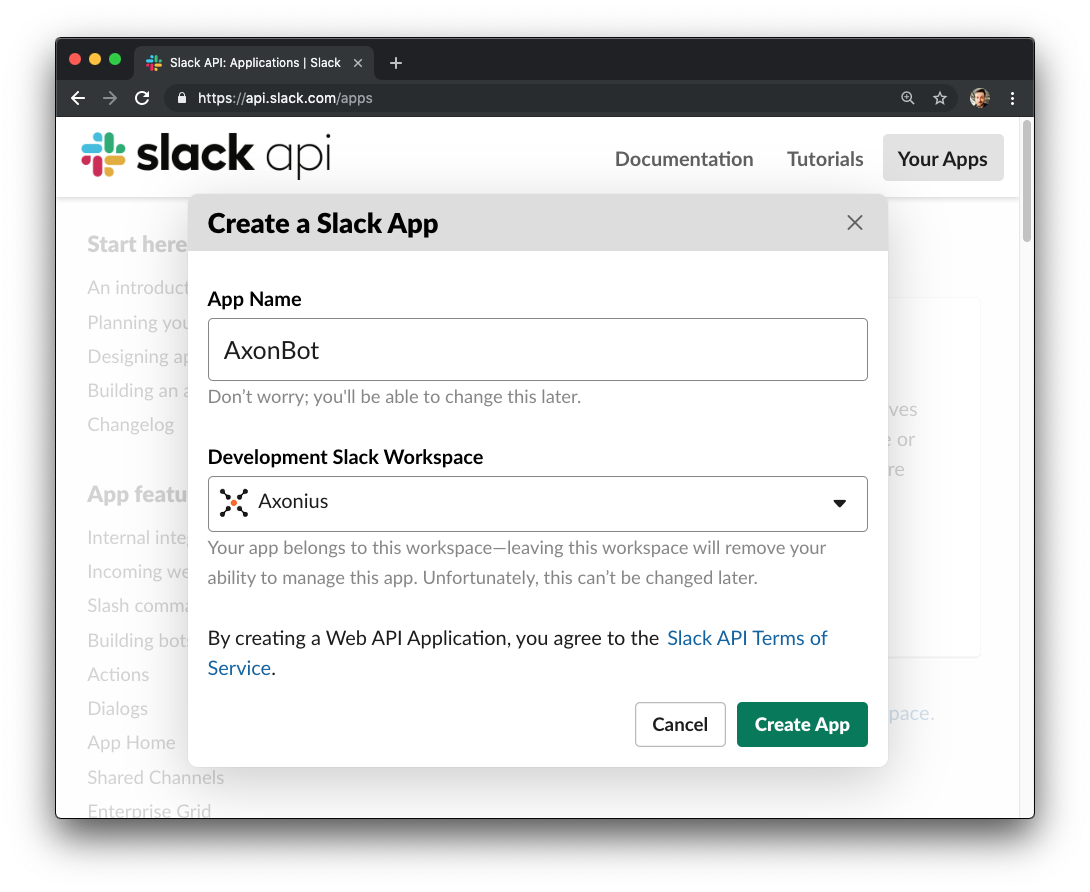 Slack API: Applications | Slack
https://api.slack.com/apps
slack api
Documentation
Tutorials
Your Apps
Create a Slack App
Start here
An introduct
Planning you
Designing ap
Building an a
Changelog
App featu
Internal inte
Incoming we
Slash comma
Building bot
Actions
Dialogs
App Home
Shared Channels
Enterprise Grid
App Name
AxonBot
Don't worry; you'll be able to change this later.
Development Slack Workspace
Axonius
Your app belongs to this workspace—leaving this workspace will remove your
ability to manage this app. Unfortunately, this can't be changed later.
By creating a Web API Application, you agree to the Slack API Terms of
Service.
Cancel
Create App
ves
or
re
pace.